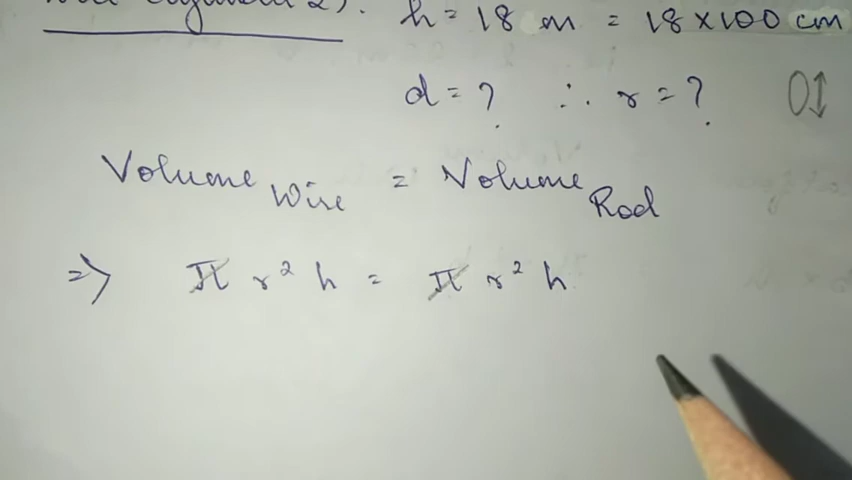 h = 18 m = 18 × 100 cm
d = ? ∴ r = ?
Volume Wire = Volume Rod
⇒ π r² h = π r² h